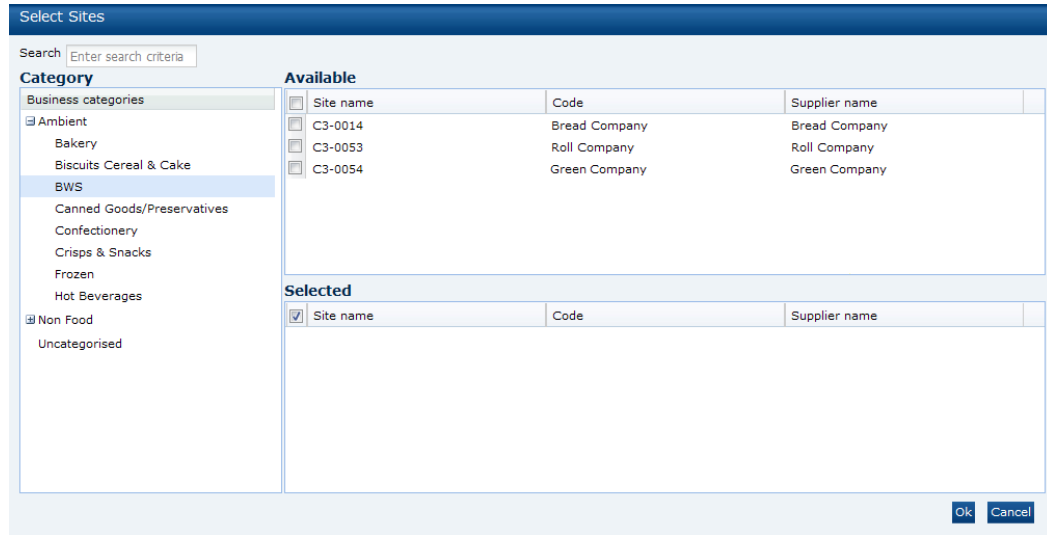 Select Sites
Search Enter search criteria
Category
Business categories
Ambient
Bakery
Biscuits Cereal & Cake
BWS
Canned Goods/Preservatives
Confectionery
Crisps & Snacks
Frozen
Hot Beverages
Non Food
Uncategorised
Available
Site name Code Supplier name
C3-0014 Bread Company Bread Company
C3-0053 Roll Company Roll Company
C3-0054 Green Company Green Company
Selected
Site name Code Supplier name
Ok Cancel